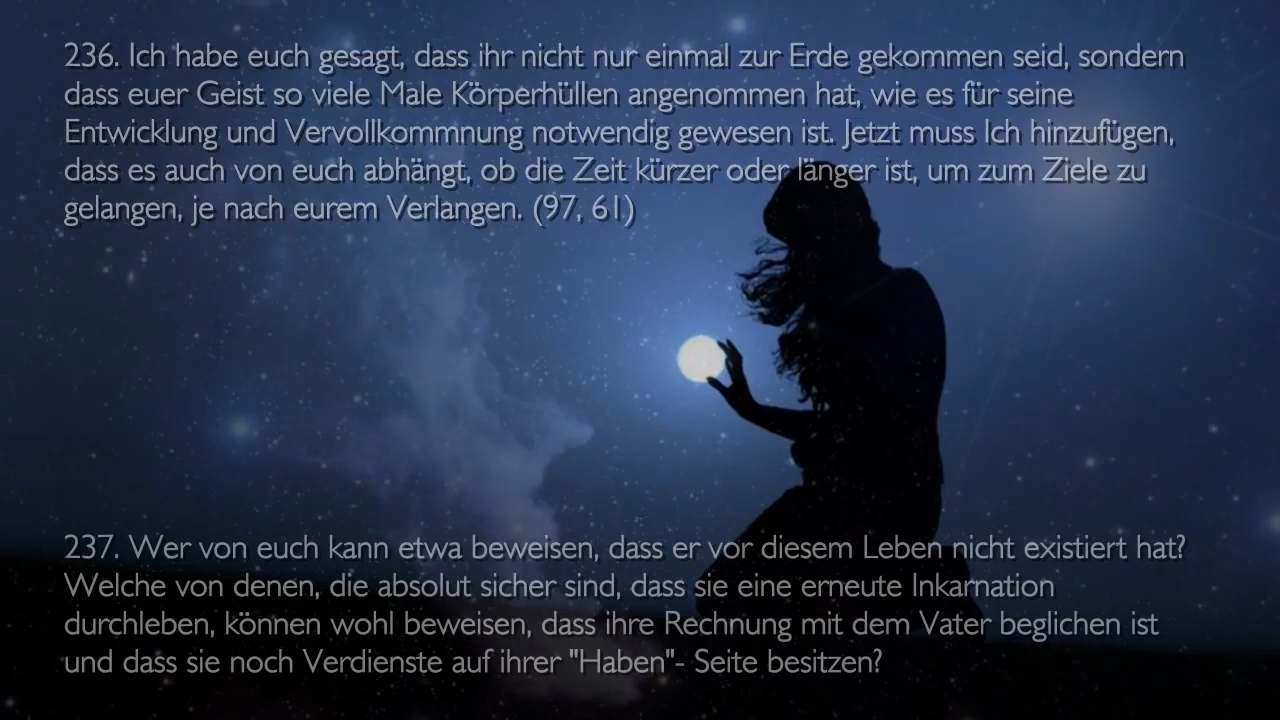 236. Ich habe euch gesagt, dass ihr nicht nur einmal zur Erde gekommen seid, sondern
dass euer Geist so viele Male Körperhüllen angenommen hat, wie es für seine
Entwicklung und Vervollkommnung notwendig gewesen ist. Jetzt muss Ich hinzufügen,
dass es auch von euch abhängt, ob die Zeit kürzer oder länger ist, um zum Ziele zu
gelangen, je nach eurem Verlangen. (97, 61)
237. Wer von euch kann etwa beweisen, dass er vor diesem Leben nicht existiert hat?
Welche von denen, die absolut sicher sind, dass sie eine erneute Inkarnation
durchleben, können wohl beweisen, dass ihre Rechnung mit dem Vater beglichen ist
und dass sie noch Verdienste auf ihrer "Haben"- Seite besitzen?